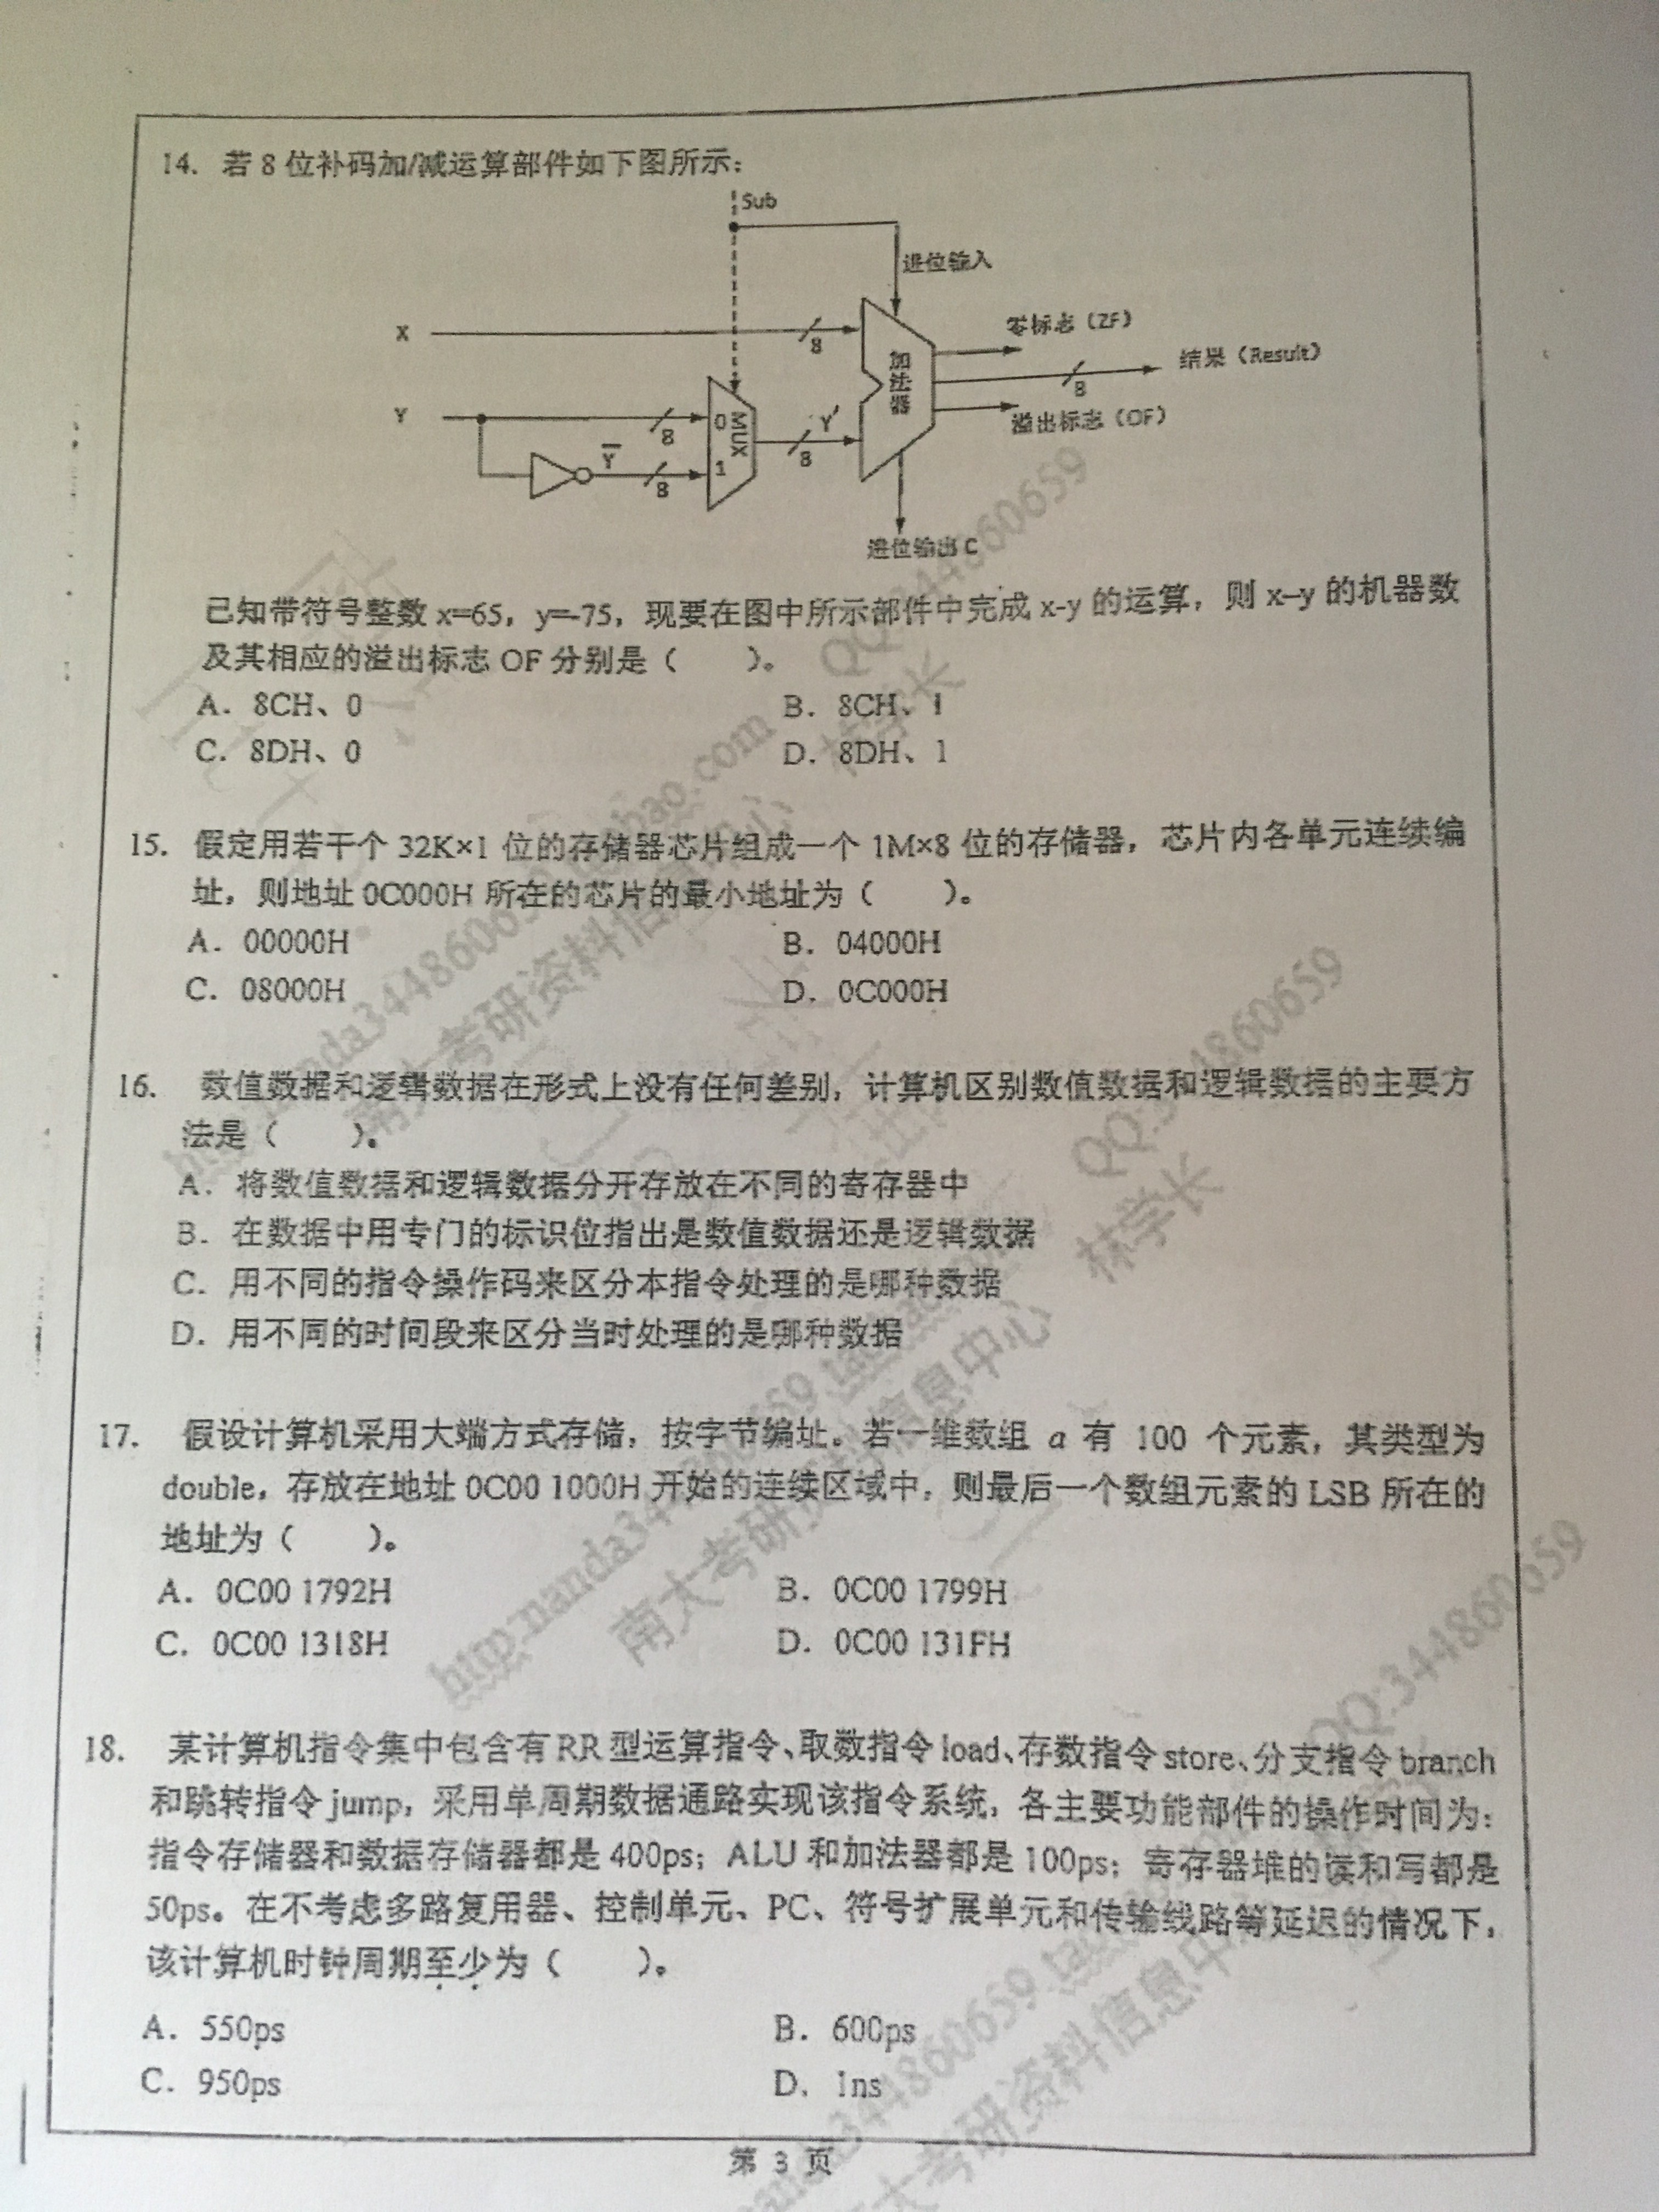 14. 若 8 位补码加/减运算部件如下图所示：
Sub
进位输入
X
8
零标志（ZF）
加法器
8
结果（Result）
溢出标志（OF）
Y
8
0
MUX
1
Y'
8
Y
8
进位输出 C
已知带符号整数 x=65，y=-75，现要在图中所示部件中完成 x-y 的运算，则 x-y 的机器数
及其相应的溢出标志 OF 分别是（ ）。
A. 8CH、0 B. 8CH、1
C. 8DH、0 D. 8DH、1
15. 假定用若干个 32K×1 位的存储器芯片组成一个 1M×8 位的存储器，芯片内各单元连续编
址，则地址 0C000H 所在的芯片的最小地址为（ ）。
A. 00000H B. 04000H
C. 08000H D. 0C000H
16. 数值数据和逻辑数据在形式上没有任何差别，计算机区别数值数据和逻辑数据的主要方
法是（ ）。
A. 将数值数据和逻辑数据分开存放在不同的寄存器中
B. 在数据中用专门的标识位指出是数值数据还是逻辑数据
C. 用不同的指令操作码来区分本指令处理的是哪种数据
D. 用不同的时间段来区分当时处理的是哪种数据
17. 假设计算机采用大端方式存储，按字节编址。若一维数组 a 有 100 个元素，其类型为
double，存放在地址 0C00 1000H 开始的连续区域中，则最后一个数组元素的 LSB 所在的
地址为（ ）。
A. 0C00 1792H B. 0C00 1799H
C. 0C00 1318H D. 0C00 131FH
18. 某计算机指令集中包含有 RR 型运算指令、取数指令 load、存数指令 store、分支指令 branch
和跳转指令 jump，采用单周期数据通路实现该指令系统，各主要功能部件的操作时间为：
指令存储器和数据存储器都是 400ps；ALU 和加法器都是 100ps；寄存器堆的读和写都是
50ps。在不考虑多路复用器、控制单元、PC、符号扩展单元和传输线路等延迟的情况下，
该计算机时钟周期至少为（ ）。
A. 550ps B. 600ps
C. 950ps D. 1ns
第 3 页
QQ:344860659
林学长
南大考研资料信息中心